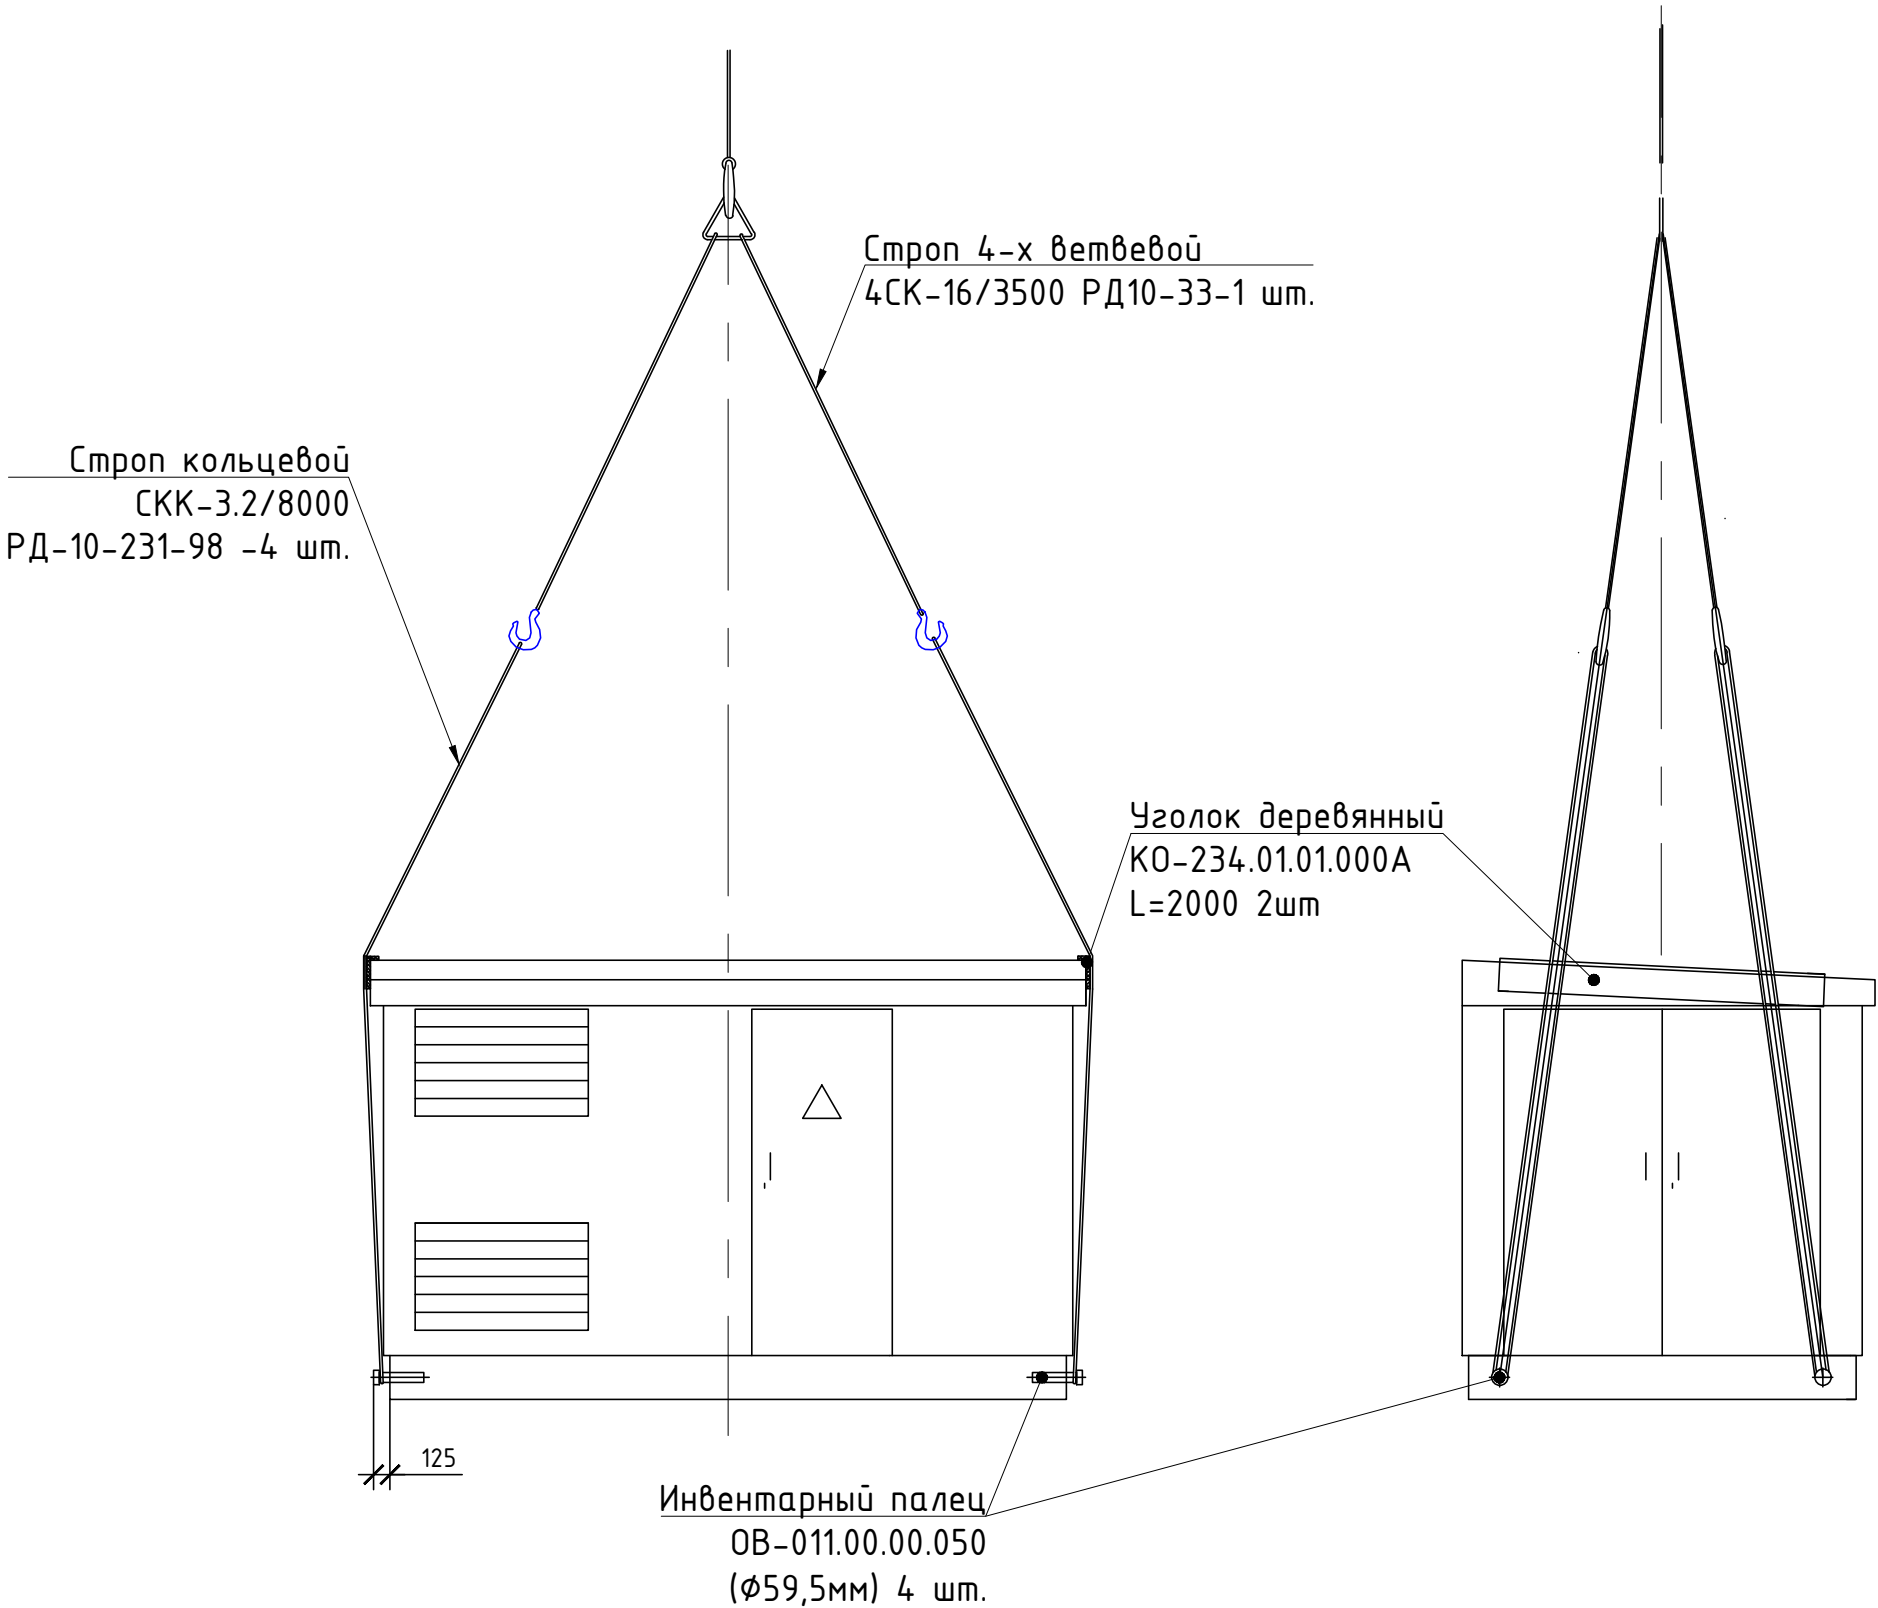 Строп 4-х ветвевой
4СК-16/3500 РД10-33-1 шт.
Строп кольцевой
СКК-3.2/8000
РД-10-231-98 -4 шт.
Уголок деревянный
КО-234.01.01.000А
L=2000 2шт
125
Инвентарный палец
ОВ-011.00.00.050
(Ø59,5мм) 4 шт.